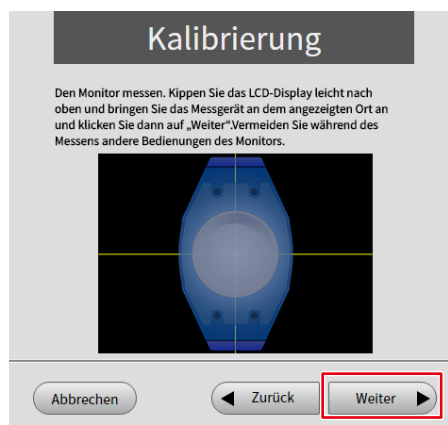 Kalibrierung
Den Monitor messen. Kippen Sie das LCD-Display leicht nach
oben und bringen Sie das Messgerät an dem angezeigten Ort an
und klicken Sie dann auf „Weiter“.Vermeiden Sie während des
Messens andere Bedienungen des Monitors.
Abbrechen
Zurück
Weiter